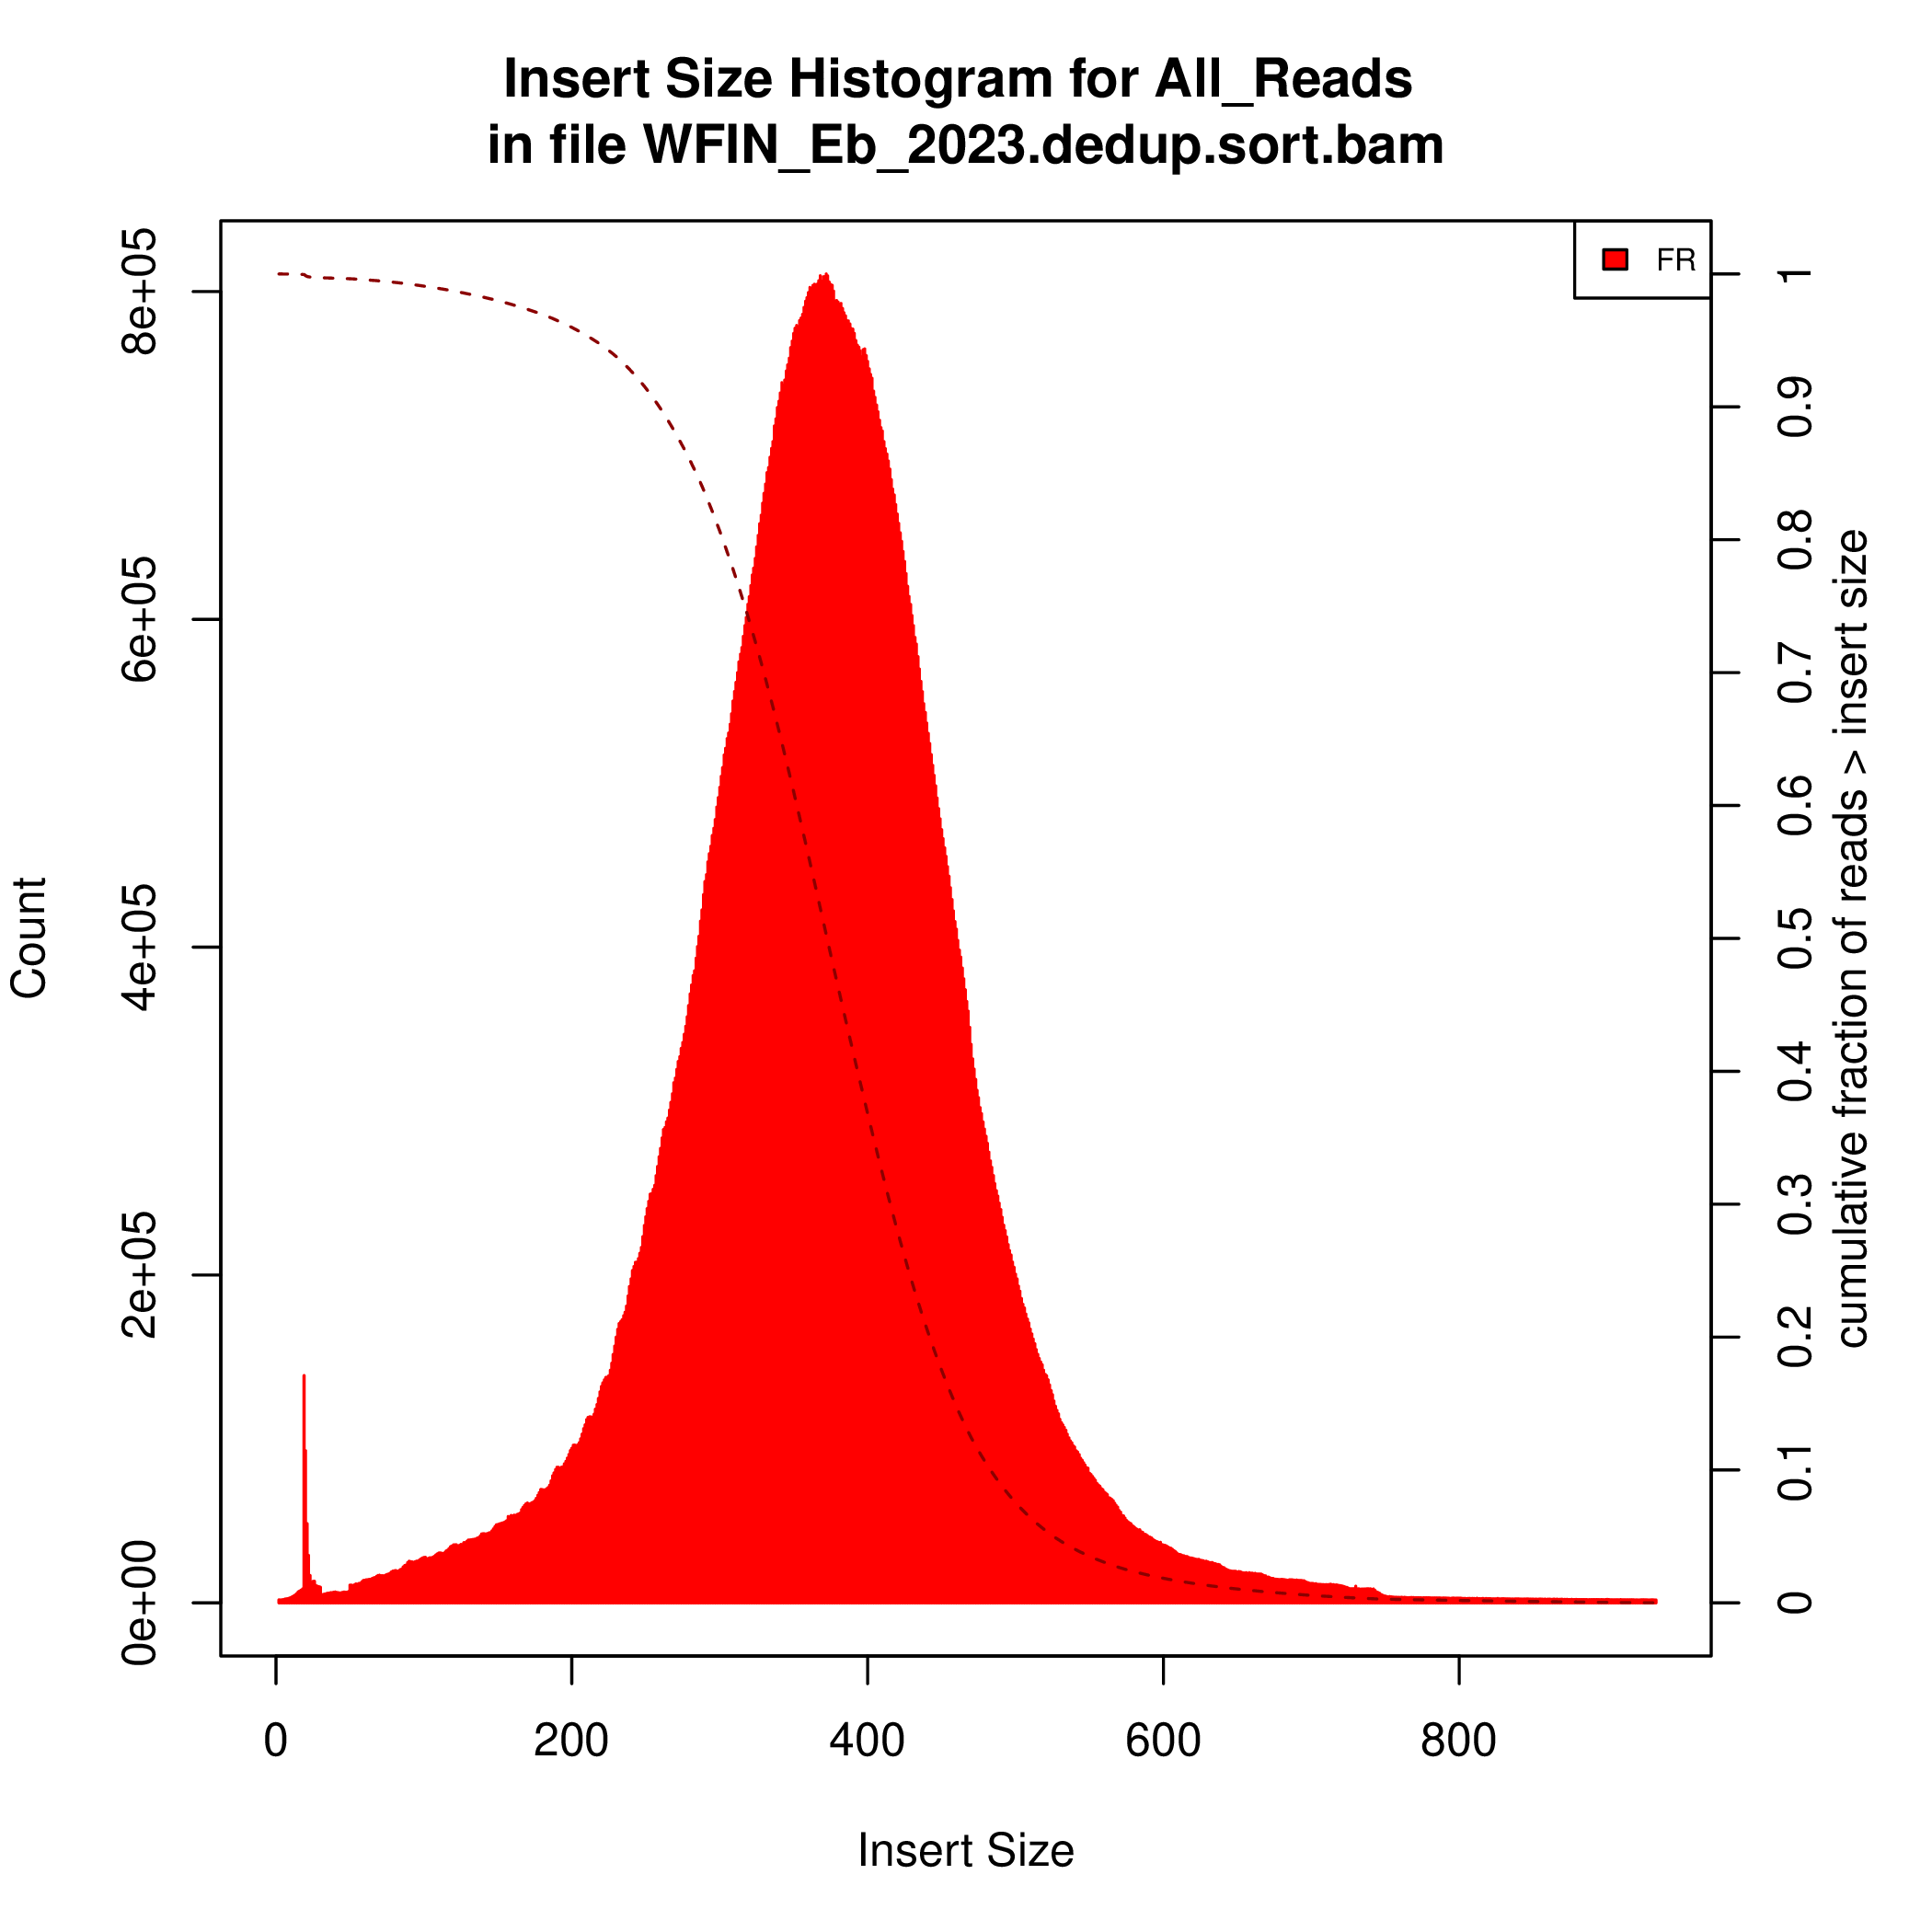 Insert Size Histogram for All_Reads
in file WFIN_Eb_2023.dedup.sort.bam
FR
Count
0e+00
2e+05
4e+05
6e+05
8e+05
0
0.1
0.2
0.3
0.4
0.5
0.6
0.7
0.8
0.9
1
cumulative fraction of reads > insert size
0 200 400 600 800
Insert Size